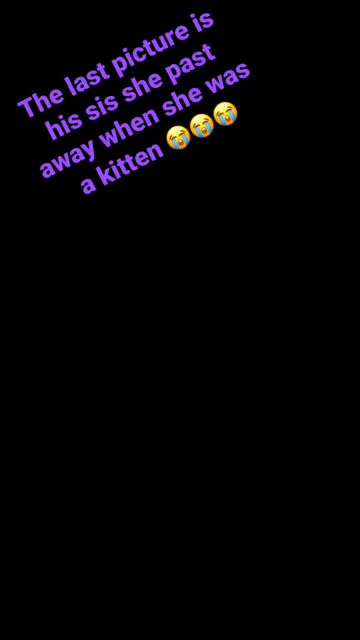 The last picture is
his sis she past
away when she was
a kitten 😭😭😭